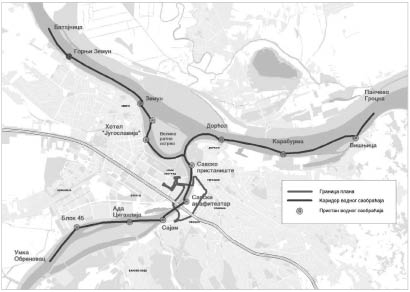 Батајница
Горњи Земун
Земун
Хотел
"Југославија"
Велико
ратно
острво
Дорћол
Карабурма
Панчево
Гроцка
Вишњица
Савско
пристаниште
Савски
амфитеатар
Сајам
Ада
Циганлија
Блок 45
Умка
Обреновац
Граница плана
Коридор водног саобраћаја
Пристан водног саобраћаја